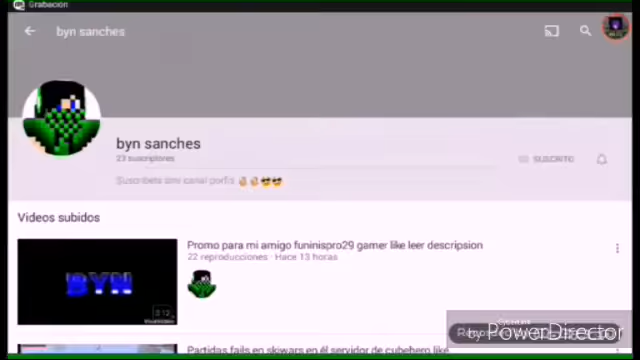 Grabación
byn sanches
byn sanches
23 suscriptores
SUSCRITO
Suscribete ami canal porfis
Videos subidos
BYN
Promo para mi amigo funinispro29 gamer like leer descripsion
22 reproducciones · Hace 13 horas
by PowerDirector
Partidas fails en skiwars en él servidor de cubehero like